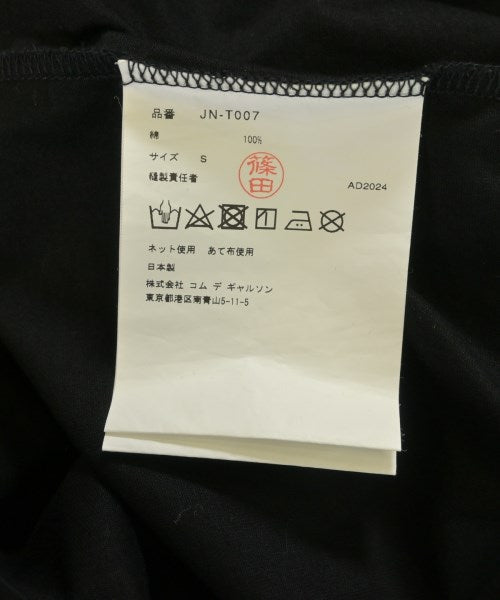 品番 JN-T007
綿 100%
サイズ S
縫製責任者 篠田 AD2024
ネット使用 あて布使用
日本製
株式会社 コム デ ギャルソン
東京都港区南青山5-11-5